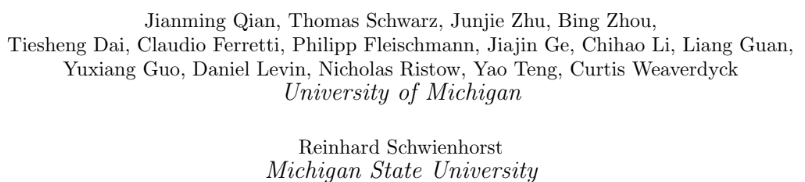 Jianming Qian, Thomas Schwarz, Junjie Zhu, Bing Zhou,
Tiesheng Dai, Claudio Ferretti, Philipp Fleischmann, Jiajin Ge, Chihao Li, Liang Guan,
Yuxiang Guo, Daniel Levin, Nicholas Ristow, Yao Teng, Curtis Weaverdyck
University of Michigan
Reinhard Schwienhorst
Michigan State University